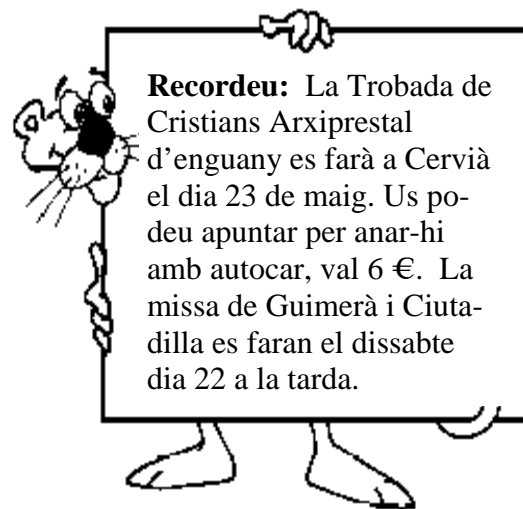 Recordeu: La Trobada de
Cristians Arxiprestal
d'enguany es farà a Cervià
el dia 23 de maig. Us po-
deu apuntar per anar-hi
amb autocar, val 6 €. La
missa de Guimerà i Ciuta-
dilla es faran el dissabte
dia 22 a la tarda.